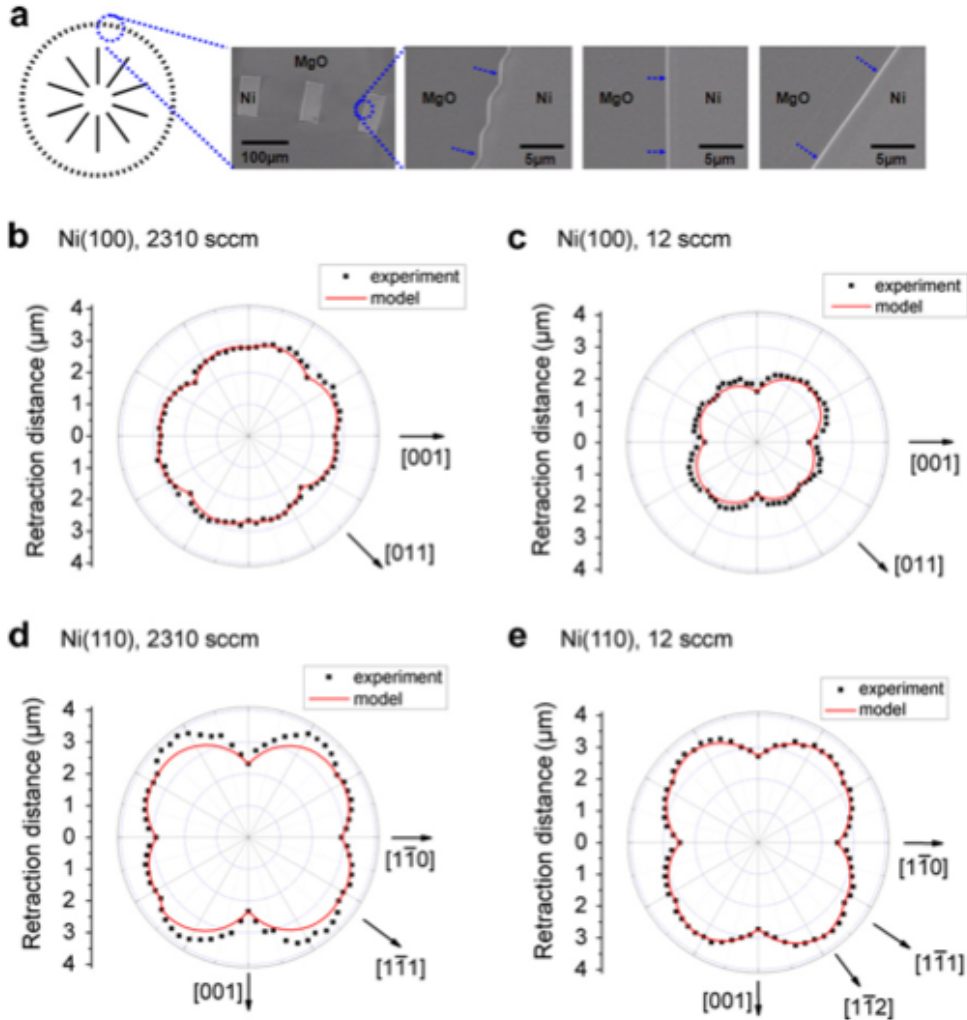 a
MgO
Ni
100μm
MgO
Ni
5μm
MgO
Ni
5μm
MgO
Ni
5μm
b Ni(100), 2310 sccm
experiment
model
Retraction distance (μm)
4
3
2
1
0
1
2
3
4
[001]
[011]
c Ni(100), 12 sccm
experiment
model
Retraction distance (μm)
4
3
2
1
0
1
2
3
4
[001]
[011]
d Ni(110), 2310 sccm
experiment
model
Retraction distance (μm)
4
3
2
1
0
1
2
3
4
[11̅0]
[11̅1]
[001]
e Ni(110), 12 sccm
experiment
model
Retraction distance (μm)
4
3
2
1
0
1
2
3
4
[11̅0]
[11̅1]
[11̅2]
[001]